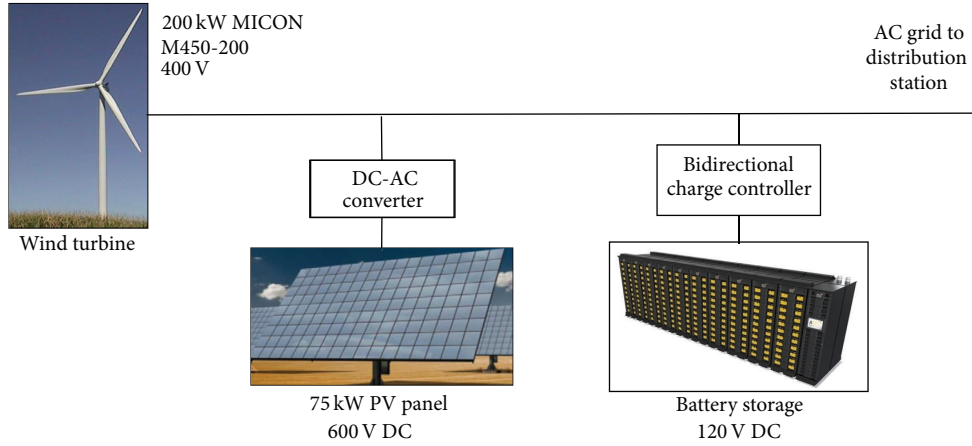 200 kW MICON
M450-200
400 V
AC grid to
distribution
station
DC-AC
converter
Bidirectional
charge controller
Wind turbine
75 kW PV panel
600 V DC
Battery storage
120 V DC